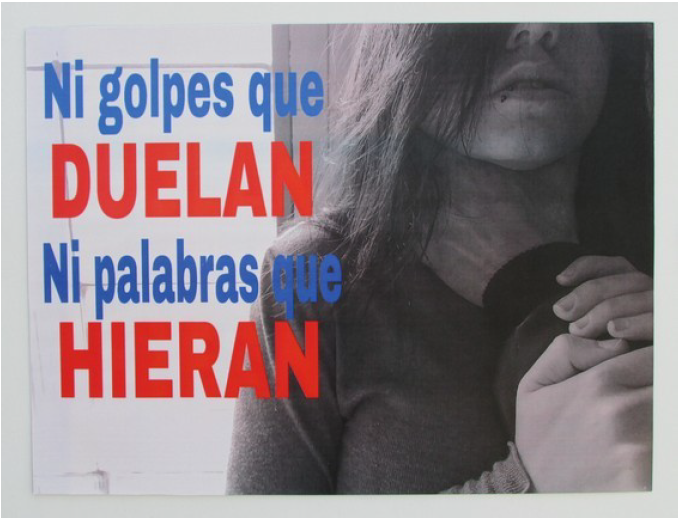 Ni golpes que
DUELAN
Ni palabras que
HIERAN